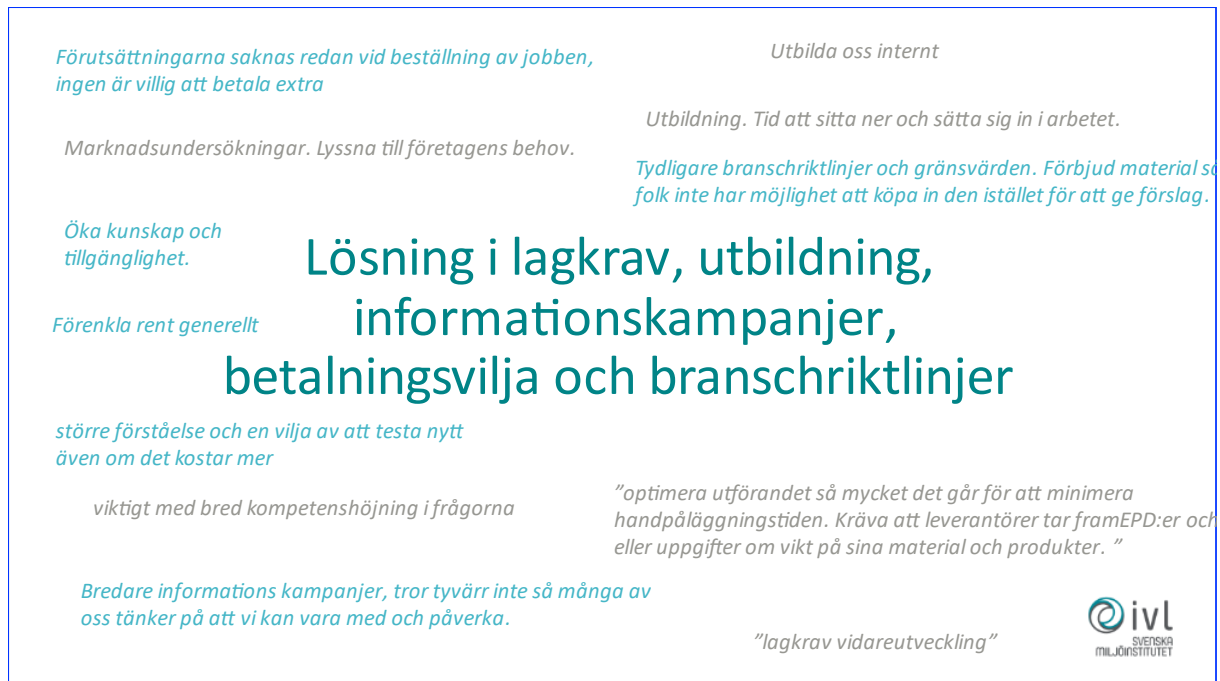 Förutsättningarna saknas redan vid beställning av jobben,
ingen är villig att betala extra
Utbilda oss internt
Utbildning. Tid att sitta ner och sätta sig in i arbetet.
Marknadsundersökningar. Lyssna till företagens behov.
Tydligare branschriktlinjer och gränsvärden. Förbjud material
folk inte har möjlighet att köpa in den istället för att ge förslag.
Öka kunskap och
tillgänglighet.
Lösning i lagkrav, utbildning,
informationskampanjer,
betalningsvilja och branschriktlinjer
Förenkla rent generellt
större förståelse och en vilja av att testa nytt
även om det kostar mer
viktigt med bred kompetenshöjning i frågorna
”optimera utförandet så mycket det går för att minimera
handpåläggningstiden. Kräva att leverantörer tar framEPD:er och
eller uppgifter om vikt på sina material och produkter. ”
Bredare informations kampanjer, tror tyvärr inte så många av
oss tänker på att vi kan vara med och påverka.
”lagkrav vidareutveckling”
ivl
SVENSKA
MILJÖINSTITUTET